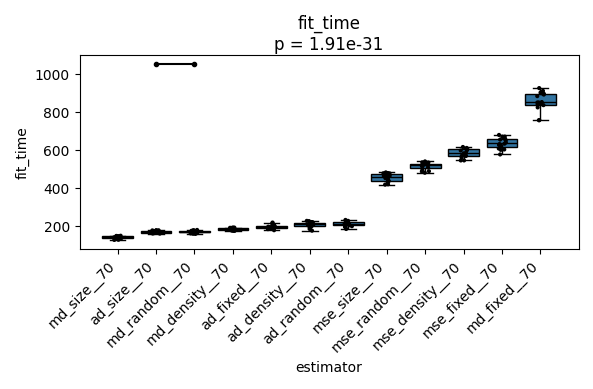 fit_time
p = 1.91e-31
1000
800
600
400
200
fit_time
md_size__70
ad_size__70
md_random__70
md_density__70
ad_fixed__70
ad_density__70
ad_random__70
mse_size__70
mse_random__70
mse_density__70
mse_fixed__70
md_fixed__70
estimator